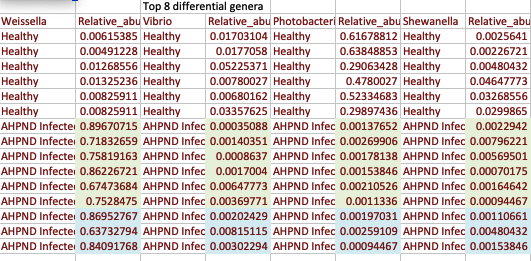 Top 8 differential genera
Weissella Relative_abu Vibrio Relative_abu Photobacteri Relative_abu Shewanella Relative_abu
Healthy 0.00615385 Healthy 0.01703104 Healthy 0.61678832 Healthy 0.0025641
Healthy 0.00491228 Healthy 0.0177058 Healthy 0.63848853 Healthy 0.00226721
Healthy 0.01268556 Healthy 0.05225371 Healthy 0.29063428 Healthy 0.00480432
Healthy 0.01325236 Healthy 0.00780027 Healthy 0.4780027 Healthy 0.04647773
Healthy 0.00825911 Healthy 0.00680162 Healthy 0.52334683 Healthy 0.03268556
Healthy 0.00825911 Healthy 0.03357625 Healthy 0.29897436 Healthy 0.0299865
AHPND Infecte 0.89670715 AHPND Infec 0.00035088 AHPND Infec 0.00137652 AHPND Infec 0.0022942
AHPND Infecte 0.71832659 AHPND Infec 0.00140351 AHPND Infec 0.00269906 AHPND Infec 0.00796221
AHPND Infecte 0.75819163 AHPND Infec 0.0008637 AHPND Infec 0.00178138 AHPND Infec 0.00569501
AHPND Infecte 0.86226721 AHPND Infec 0.0017004 AHPND Infec 0.00153846 AHPND Infec 0.00070175
AHPND Infecte 0.67473684 AHPND Infec 0.00647773 AHPND Infec 0.00210526 AHPND Infec 0.00164642
AHPND Infecte 0.7528475 AHPND Infec 0.00369771 AHPND Infec 0.0011336 AHPND Infec 0.00094467
AHPND Infecte 0.86952767 AHPND Infec 0.00202429 AHPND Infec 0.00197031 AHPND Infec 0.00110661
AHPND Infecte 0.63732794 AHPND Infec 0.00815115 AHPND Infec 0.00259109 AHPND Infec 0.00480432
AHPND Infecte 0.84091768 AHPND Infec 0.00302294 AHPND Infec 0.00094467 AHPND Infec 0.00153846